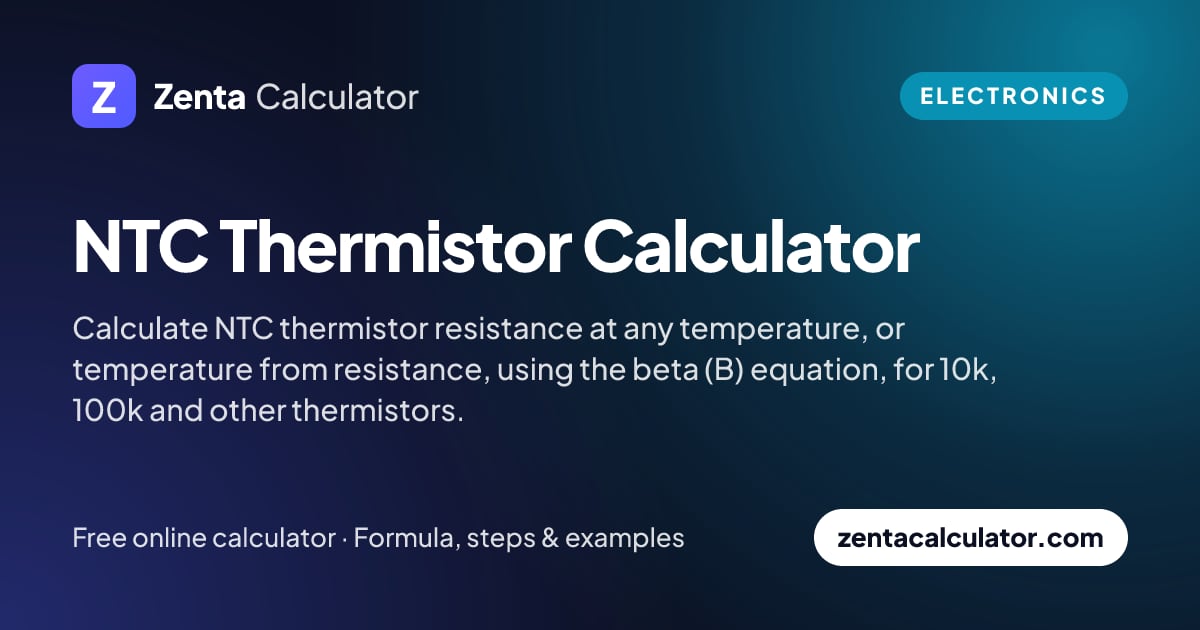 Z
Zenta Calculator
ELECTRONICS
NTC Thermistor Calculator
Calculate NTC thermistor resistance at any temperature, or
temperature from resistance, using the beta (B) equation, for 10k,
100k and other thermistors.
Free online calculator · Formula, steps & examples
zentacalculator.com